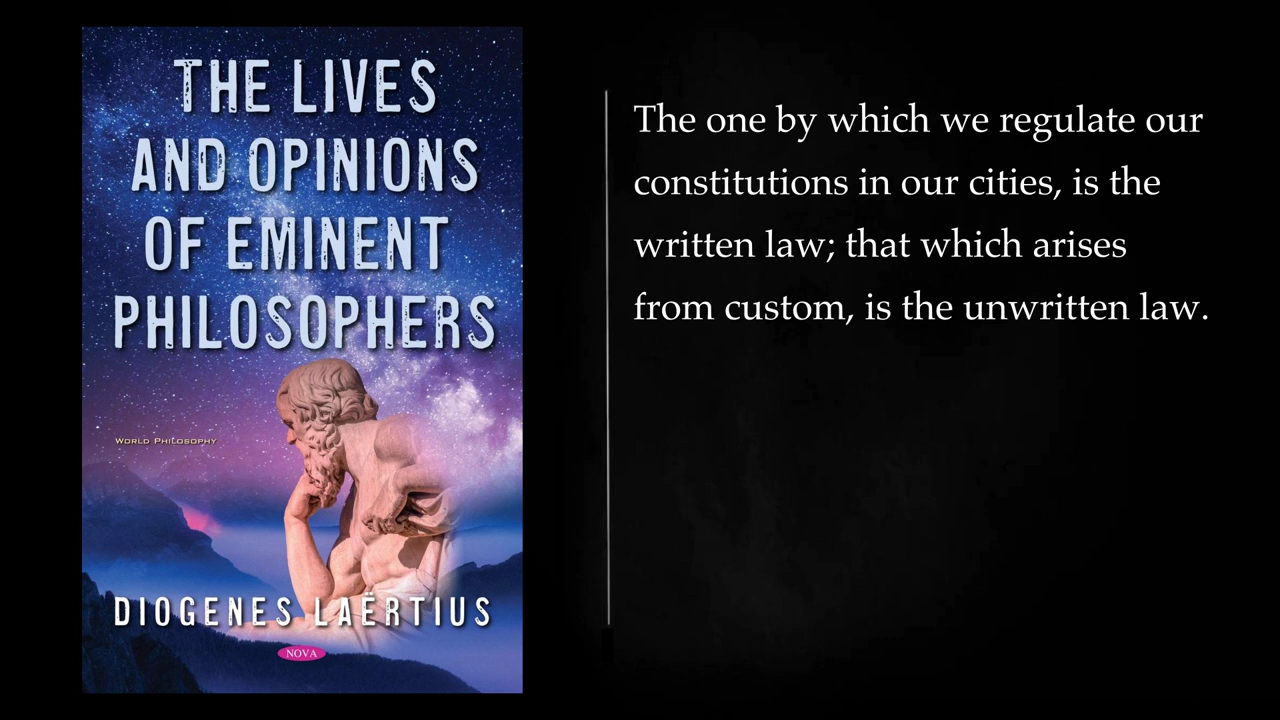 THE LIVES
AND OPINIONS
OF EMINENT
PHILOSOPHERS
WORLD PHILOSOPHY
DIOGENES LAËRTIUS
NOVA
The one by which we regulate our
constitutions in our cities, is the
written law; that which arises
from custom, is the unwritten law.